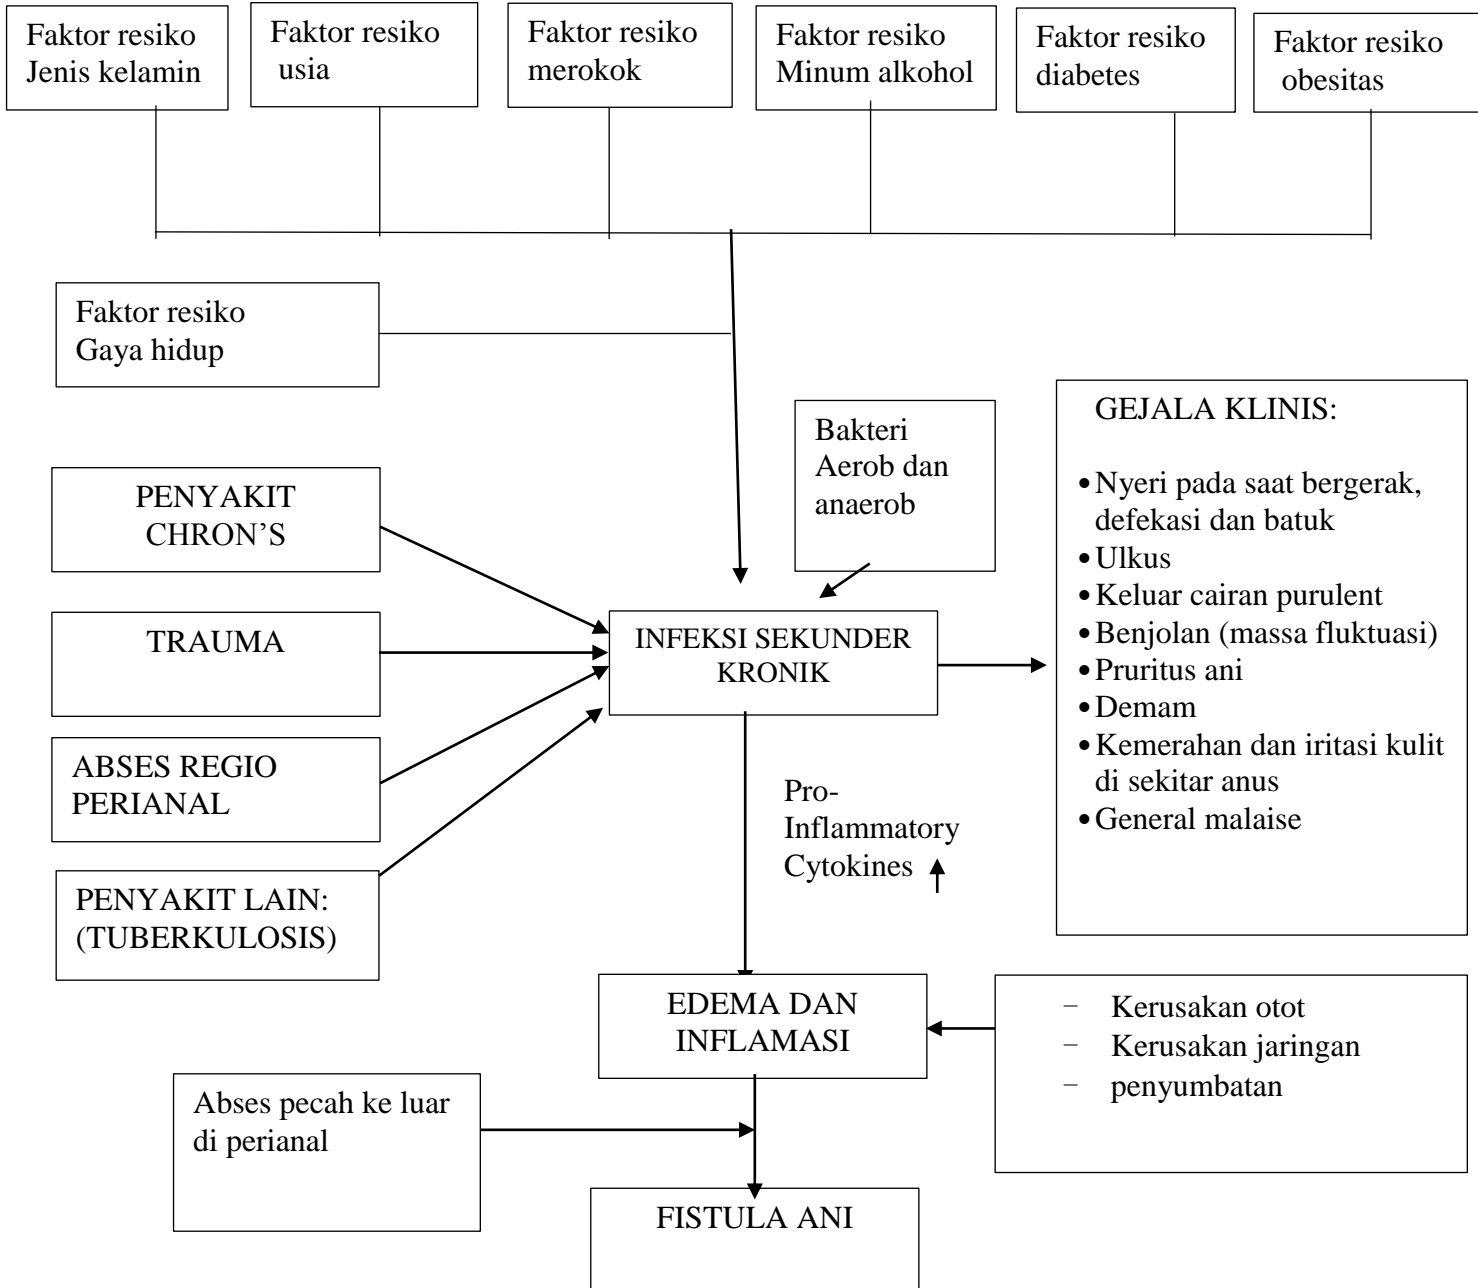 Faktor resiko
Jenis kelamin
Faktor resiko
usia
Faktor resiko
merokok
Faktor resiko
Minum alkohol
Faktor resiko
diabetes
Faktor resiko
obesitas
Faktor resiko
Gaya hidup
Bakteri
Aerob dan
anaerob
GEJALA KLINIS:
• Nyeri pada saat bergerak,
defekasi dan batuk
• Ulkus
• Keluar cairan purulent
• Benjolan (massa fluktuasi)
• Pruritus ani
• Demam
• Kemerahan dan iritasi kulit
di sekitar anus
• General malaise
PENYAKIT
CHRON’S
TRAUMA
ABSES REGIO
PERIANAL
PENYAKIT LAIN:
(TUBERKULOSIS)
INFEKSI SEKUNDER
KRONIK
Pro-
Inflammatory
Cytokines
EDEMA DAN
INFLAMASI
− Kerusakan otot
− Kerusakan jaringan
− penyumbatan
Abses pecah ke luar
di perianal
FISTULA ANI